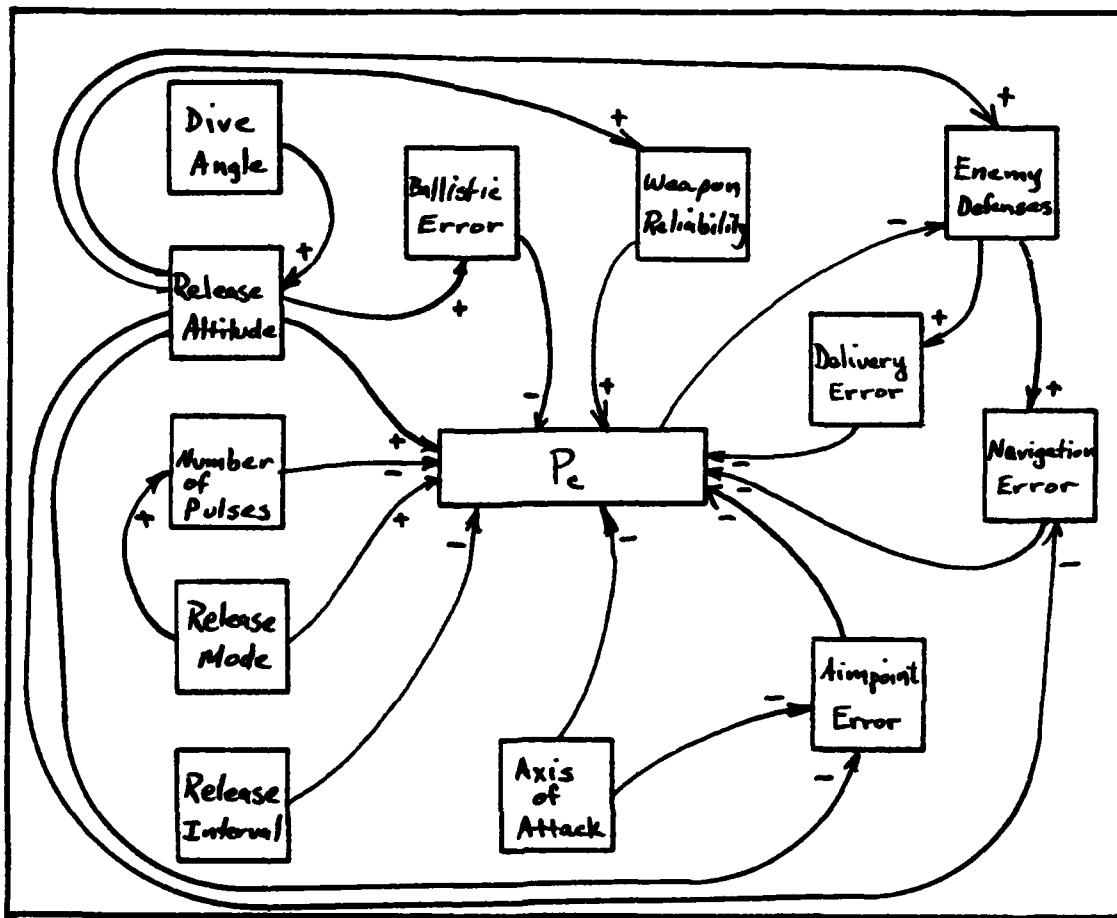 Dive
Angle
+
Ballistic
Error
+
Weapon
Reliability
+
Enemy
Defenses
-
+
Release
Attitude
+
+
Delivery
Error
+
-
+
+
-
Number
of
Pulses
-
Pe
-
-
-
Navigation
Error
-
+
+
-
-
Release
Mode
Aimpoint
Error
-
-
Release
Interval
Axis
of
Attack